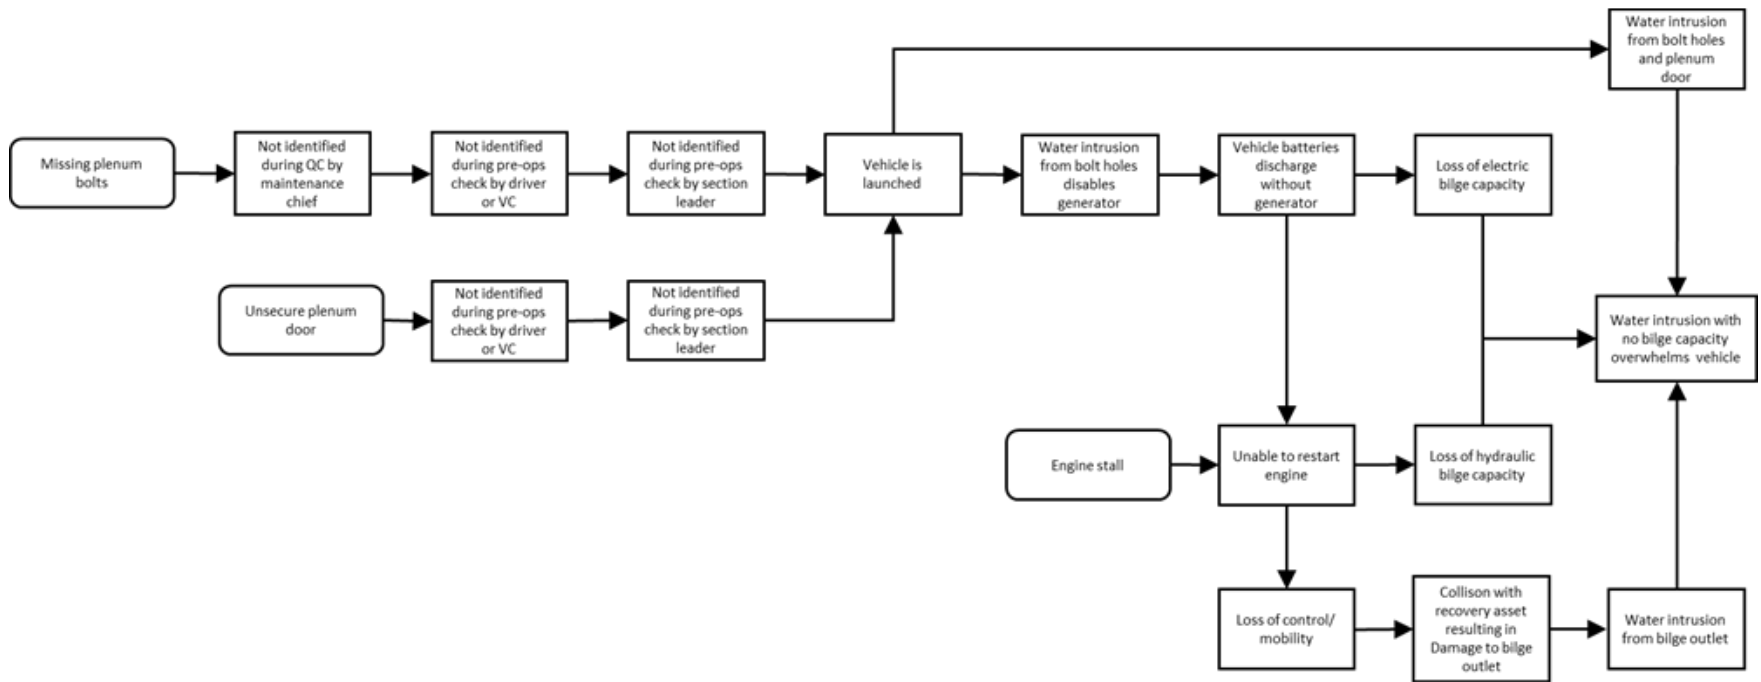 Water intrusion
from bolt holes
and plenum
door
Missing plenum
bolts
Not identified
during QC by
maintenance
chief
Not identified
during pre-ops
check by driver
or VC
Not identified
during pre-ops
check by section
leader
Vehicle is
launched
Water intrusion
from bolt holes
disables
generator
Vehicle batteries
discharge
without
generator
Loss of electric
bilge capacity
Unsecure plenum
door
Not identified
during pre-ops
check by driver
or VC
Not identified
during pre-ops
check by section
leader
Water intrusion with
no bilge capacity
overwhelms vehicle
Engine stall
Unable to restart
engine
Loss of hydraulic
bilge capacity
Loss of control/
mobility
Collison with
recovery asset
resulting in
Damage to bilge
outlet
Water intrusion
from bilge outlet